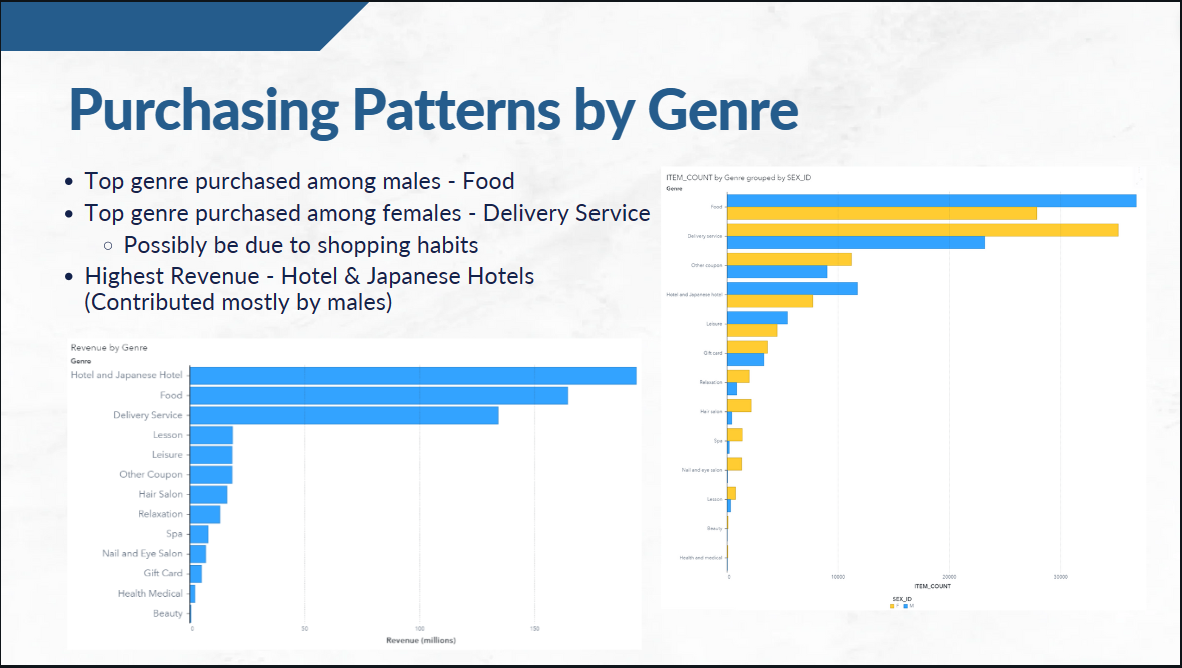 Purchasing Patterns by Genre
• Top genre purchased among males - Food
• Top genre purchased among females - Delivery Service
○ Possibly be due to shopping habits
• Highest Revenue - Hotel & Japanese Hotels
(Contributed mostly by males)
Revenue by Genre
Genre
Hotel and Japanese Hotel
Food
Delivery Service
Lesson
Leisure
Other Coupon
Hair Salon
Relaxation
Spa
Nail and Eye Salon
Gift Card
Health Medical
Beauty
0 50 100 150
Revenue (millions)
ITEM_COUNT by Genre grouped by SEX_ID
Genre
Food
Delivery service
Other coupon
Hotel and Japanese hotel
Leisure
Gift card
Relaxation
Hair salon
Spa
Nail and eye salon
Lesson
Beauty
Health and medical
0 10000 20000 30000
ITEM_COUNT
SEX_ID
F M